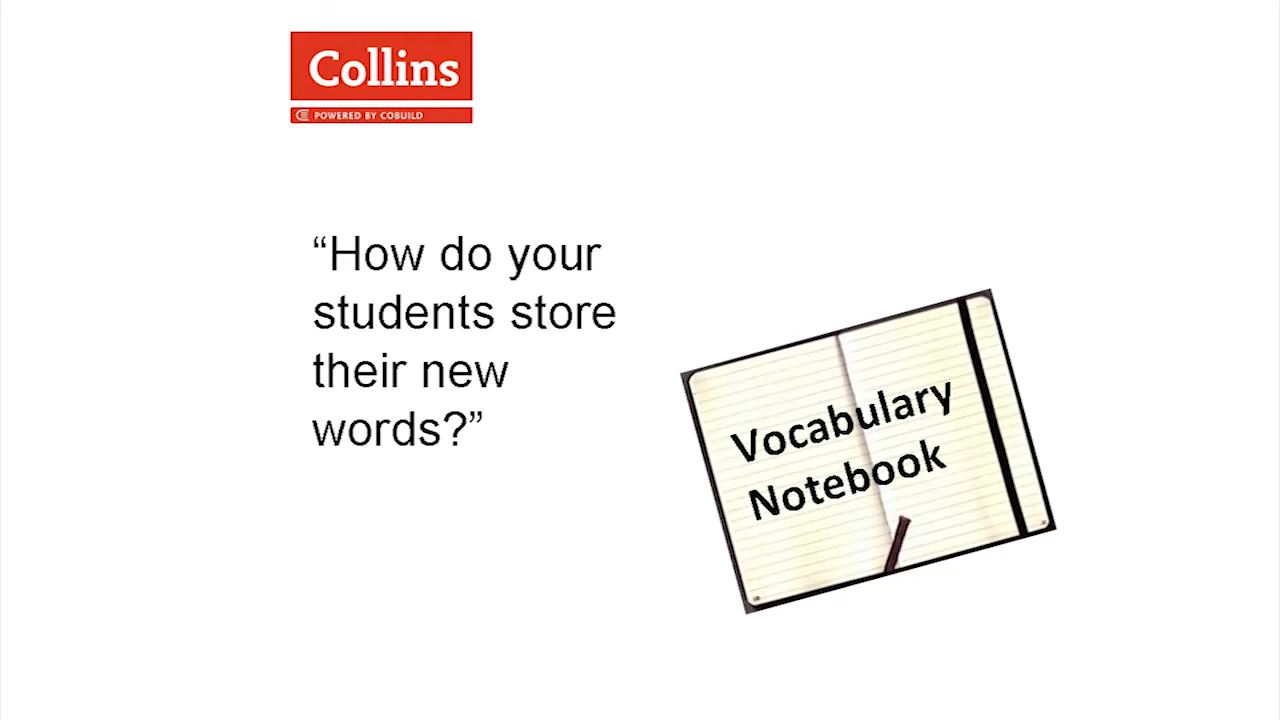 Collins
POWERED BY COBUILD
“How do your
students store
their new
words?”
Vocabulary
Notebook